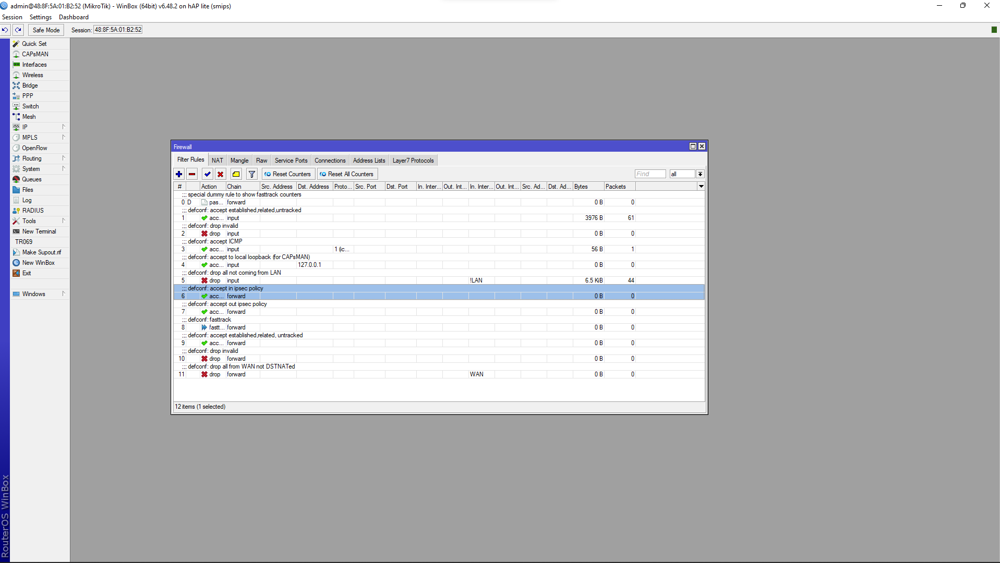 admin@48:8F:5A:01:B2:52 (MikroTik) - WinBox (64bit) v6.48.2 on hAP lite (smips)
Session Settings Dashboard
Safe Mode Session: 48:8F:5A:01:B2:52
Quick Set
CAPsMAN
Interfaces
Wireless
Bridge
PPP
Switch
Mesh
IP
MPLS
OpenFlow
Routing
System
Queues
Files
Log
RADIUS
Tools
New Terminal
TR069
Make Supout.rif
New WinBox
Exit
Windows
RouterOS WinBox
Firewall
Filter Rules NAT Mangle Raw Service Ports Connections Address Lists Layer7 Protocols
Reset Counters Reset All Counters Find all
# Action Chain Src. Address Dst. Address Proto... Src. Port Dst. Port In. Inter... Out. Int... In. Inter... Out. Int... Src. Ad... Dst. Ad... Bytes Packets
;;; special dummy rule to show fasttrack counters
0 D pas... forward 0 B 0
;;; defconf: accept established,related,untracked
1 acc... input 3976 B 61
;;; defconf: drop invalid
2 drop input 0 B 0
;;; defconf: accept ICMP
3 acc... input 1 (ic... 56 B 1
;;; defconf: accept to local loopback (for CAPsMAN)
4 acc... input 127.0.0.1 0 B 0
;;; defconf: drop all not coming from LAN
5 drop input !LAN 6.5 KiB 44
;;; defconf: accept in ipsec policy
6 acc... forward 0 B 0
;;; defconf: accept out ipsec policy
7 acc... forward 0 B 0
;;; defconf: fasttrack
8 fastt... forward 0 B 0
;;; defconf: accept established,related, untracked
9 acc... forward 0 B 0
;;; defconf: drop invalid
10 drop forward 0 B 0
;;; defconf: drop all from WAN not DSTNATed
11 drop forward WAN 0 B 0
12 items (1 selected)